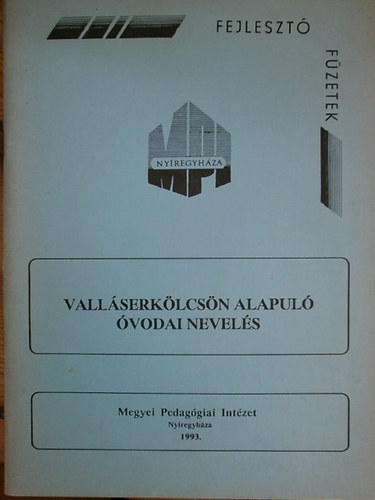 FEJLESZTŐ
FÜZETEK
NYÍREGYHÁZA
MPI
VALLÁSERKÖLCSÖN ALAPULÓ
ÓVODAI NEVELÉS
Megyei Pedagógiai Intézet
Nyíregyháza
1993.